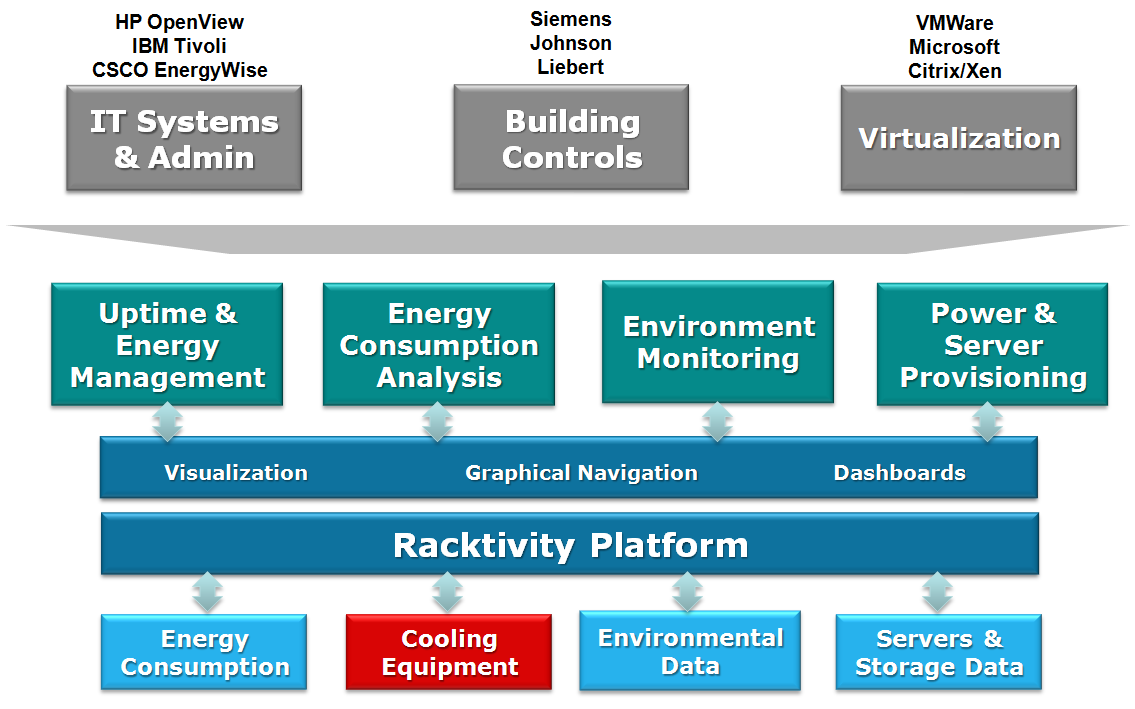 HP OpenView
IBM Tivoli
CSCO EnergyWise
Siemens
Johnson
Liebert
VMWare
Microsoft
Citrix/Xen
IT Systems
& Admin
Building
Controls
Virtualization
Uptime &
Energy
Management
Energy
Consumption
Analysis
Environment
Monitoring
Power &
Server
Provisioning
Visualization
Graphical Navigation
Dashboards
Racktivity Platform
Energy
Consumption
Cooling
Equipment
Environmental
Data
Servers &
Storage Data